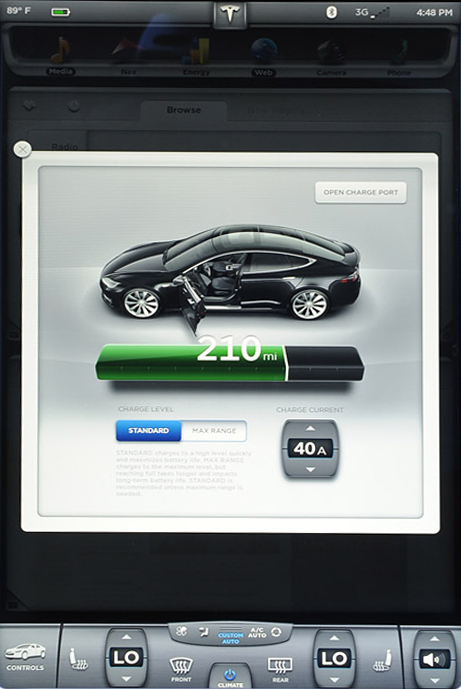 89° F
3G
4:48 PM
Media
Nav
Energy
Web
Camera
Phone
Browse
Radio
OPEN CHARGE PORT
210 mi
CHARGE LEVEL
CHARGE CURRENT
STANDARD
MAX RANGE
40 A
STANDARD charges to a high level quickly
and maximizes battery life. MAX RANGE
charges to the maximum level, but
reaching full takes longer and impacts
long-term battery life. STANDARD is
recommended unless maximum range is
needed.
CONTROLS
LO
FRONT
CUSTOM
AUTO
A/C
AUTO
CLIMATE
REAR
LO